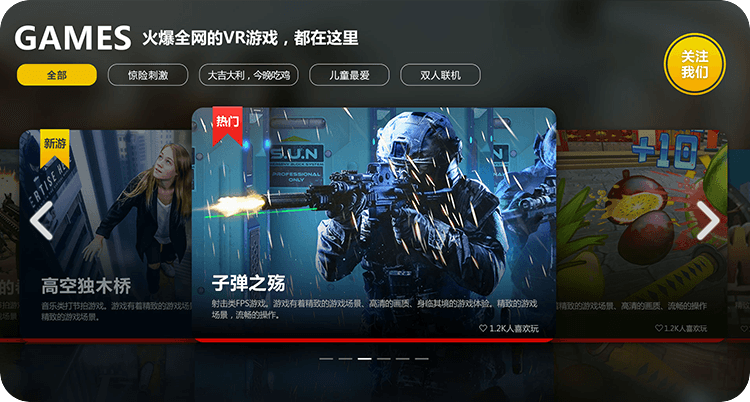 GAMES 火爆全网的VR游戏，都在这里
关注
我们
全部
惊险刺激
大吉大利，今晚吃鸡
儿童最爱
双人联机
新游
高空独木桥
音乐类打节拍游戏。游戏有着精致的游戏场景
精致的游戏场景。
热门
S.U.N
PROFESSIONAL
ONLY
子弹之殇
射击类FPS游戏。游戏有着精致的游戏场景、高清的画质、身临其境的游戏体验。精致的游戏
场景，流畅的操作。
1.2K人喜欢玩
+10
游戏场景、高清的画质、流畅的操作
1.2K人喜欢玩